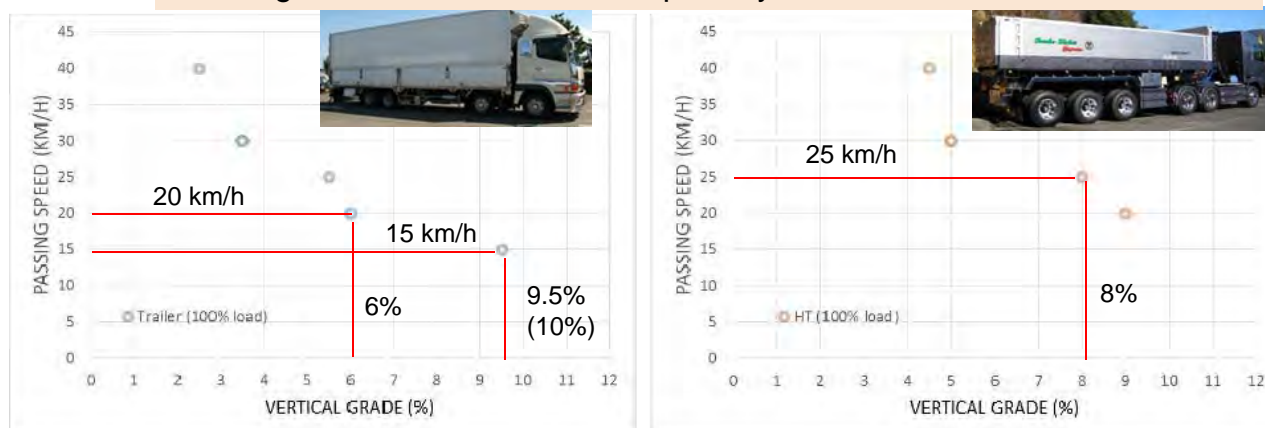 45
40
35
30
25
20
15
10
5
0
PASSING SPEED (KM/H)
20 km/h
15 km/h
6%
9.5%
(10%)
Trailer (100% load)
0 1 2 3 4 5 6 7 8 9 10 11 12
VERTICAL GRADE (%)
45
40
35
30
25
20
15
10
5
0
PASSING SPEED (KM/H)
25 km/h
8%
HT (100% load)
0 1 2 3 4 5 6 7 8 9 10 11 12
VERTICAL GRADE (%)